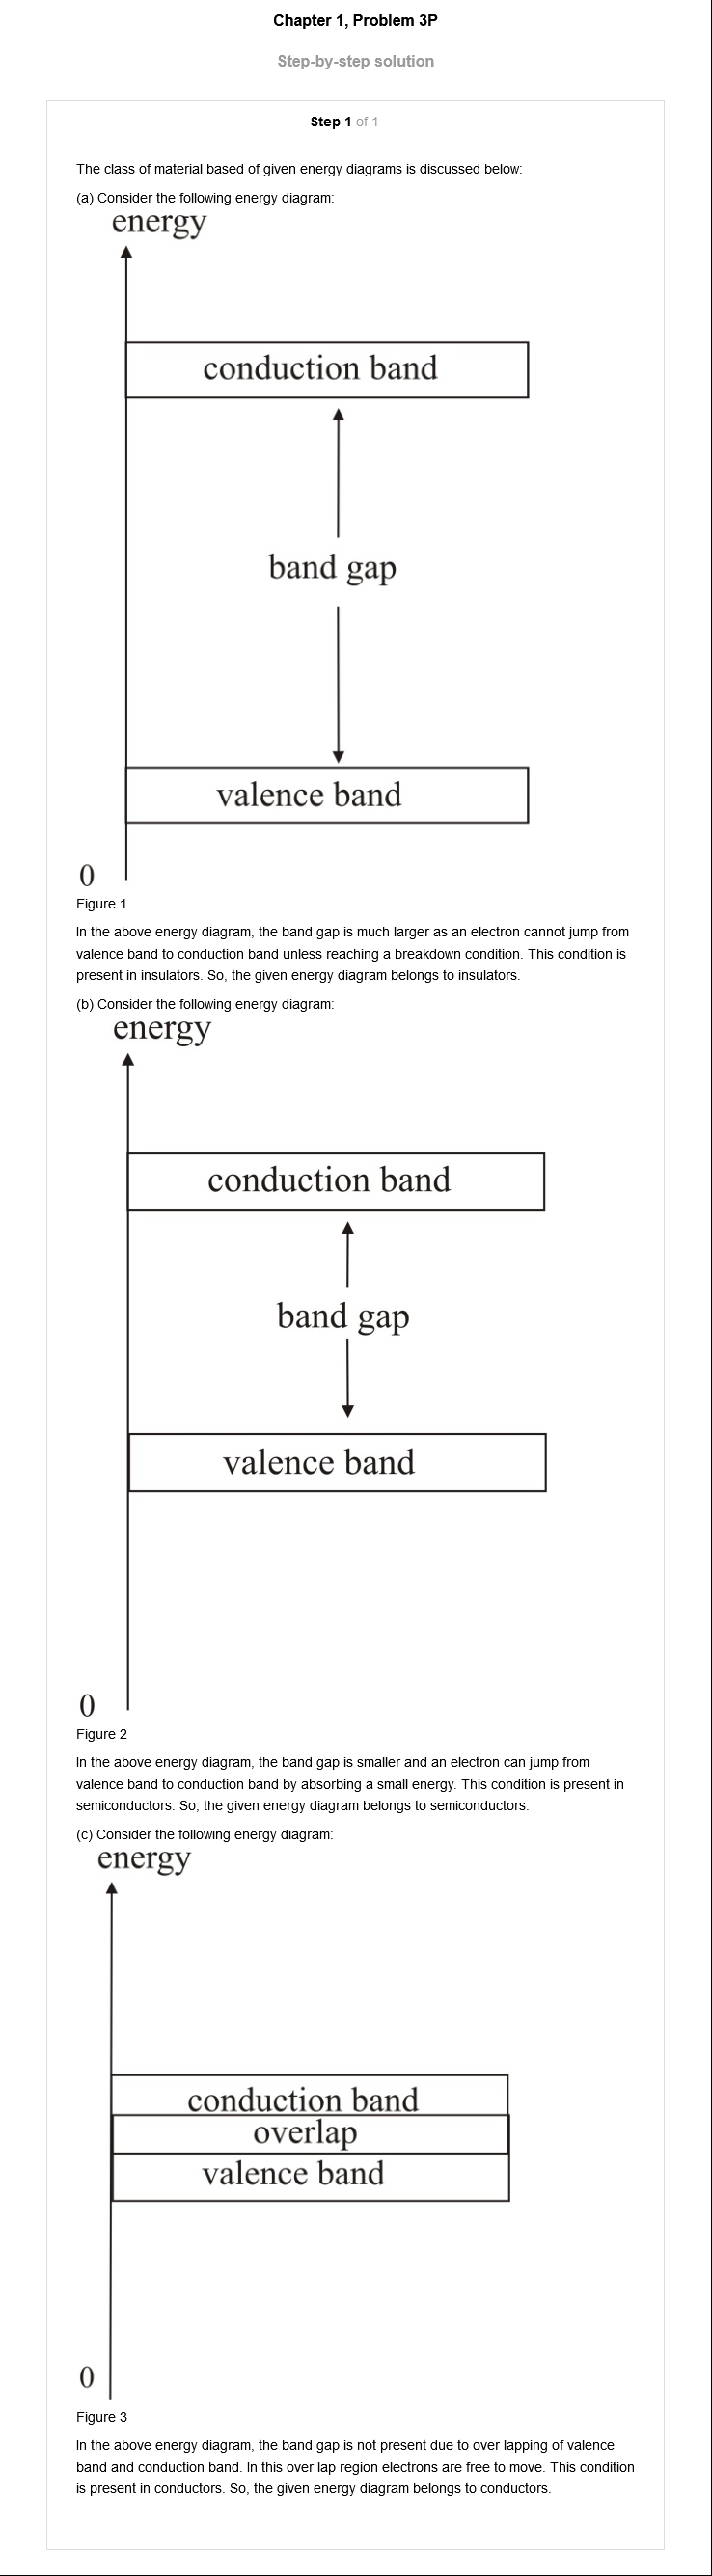 Chapter 1, Problem 3P
Step-by-step solution
Step 1 of 1
The class of material based of given energy diagrams is discussed below:
(a) Consider the following energy diagram:
energy
conduction band
band gap
valence band
0
Figure 1
In the above energy diagram, the band gap is much larger as an electron cannot jump from
valence band to conduction band unless reaching a breakdown condition. This condition is
present in insulators. So, the given energy diagram belongs to insulators.
(b) Consider the following energy diagram:
energy
conduction band
band gap
valence band
0
Figure 2
In the above energy diagram, the band gap is smaller and an electron can jump from
valence band to conduction band by absorbing a small energy. This condition is present in
semiconductors. So, the given energy diagram belongs to semiconductors.
(c) Consider the following energy diagram:
energy
conduction band
overlap
valence band
0
Figure 3
In the above energy diagram, the band gap is not present due to over lapping of valence
band and conduction band. In this over lap region electrons are free to move. This condition
is present in conductors. So, the given energy diagram belongs to conductors.